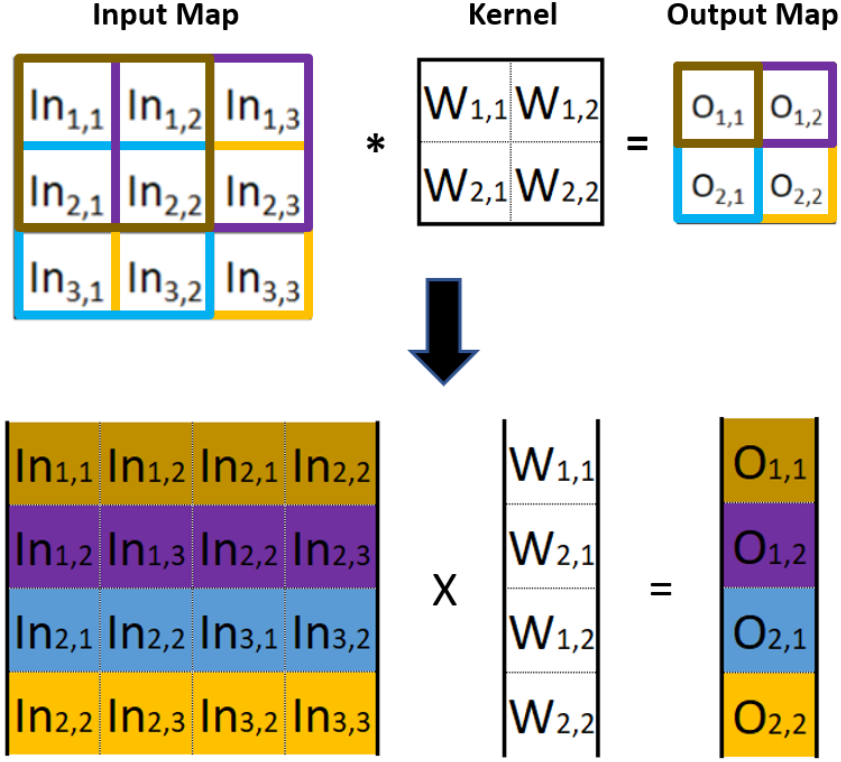 Input Map Kernel Output Map
In1,1 In1,2 In1,3 * W1,1 W1,2 = O1,1 O1,2
In2,1 In2,2 In2,3 W2,1 W2,2 O2,1 O2,2
In3,1 In3,2 In3,3
In1,1 In1,2 In2,1 In2,2 W1,1 O1,1
In1,2 In1,3 In2,2 In2,3 W2,1 O1,2
X =
In2,1 In2,2 In3,1 In3,2 W1,2 O2,1
In2,2 In2,3 In3,2 In3,3 W2,2 O2,2